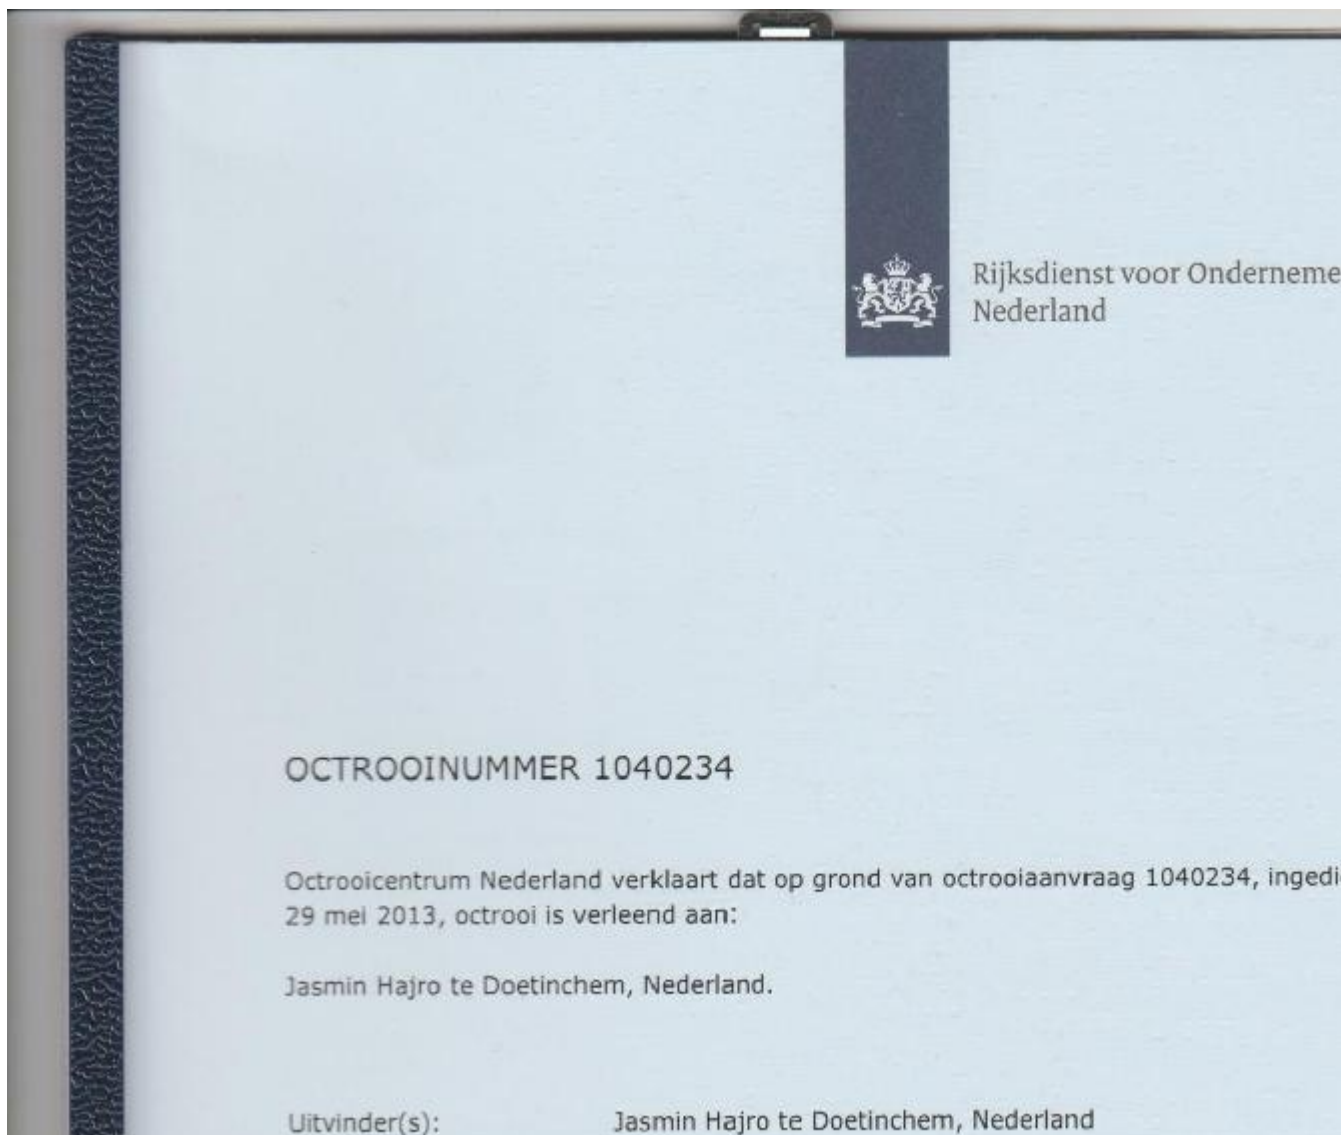 Rijksdienst voor Onderneme
Nederland
OCTROOINUMMER 1040234
Octrooicentrum Nederland verklaart dat op grond van octrooiaanvraag 1040234, ingedi
29 mei 2013, octrooi is verleend aan:
Jasmin Hajro te Doetinchem, Nederland.
Uitvinder(s): Jasmin Hajro te Doetinchem, Nederland